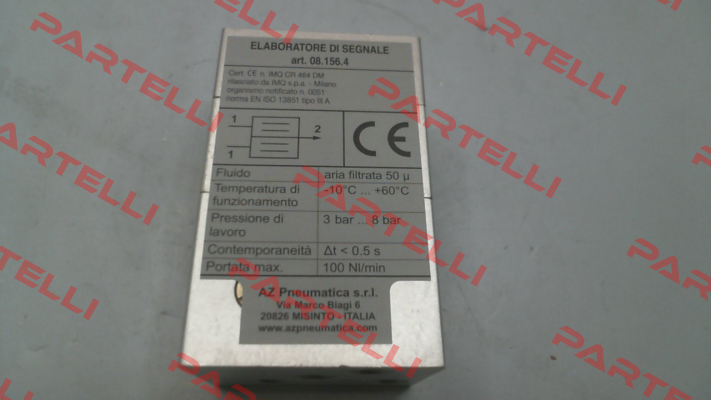 ELABORATORE DI SEGNALE
art. 08.156.4
Cert. CE n. IMQ CR 464 DM
rilasciato da IMQ s.p.a. - Milano
organismo notificato n. 0051
norma EN ISO 13851 tipo III A
1
2
1
CE
Fluido aria filtrata 50 µ
Temperatura di funzionamento -10°C ... +60°C
Pressione di lavoro 3 bar ... 8 bar
Contemporaneità Δt < 0.5 s
Portata max. 100 Nl/min
AZ Pneumatica s.r.l.
Via Marco Biagi 6
20826 MISINTO - ITALIA
www.azpneumatica.com
PARTELLI
PARTELLI
PARTELLI
PARTELLI
PARTELLI
PARTELLI
PARTELLI